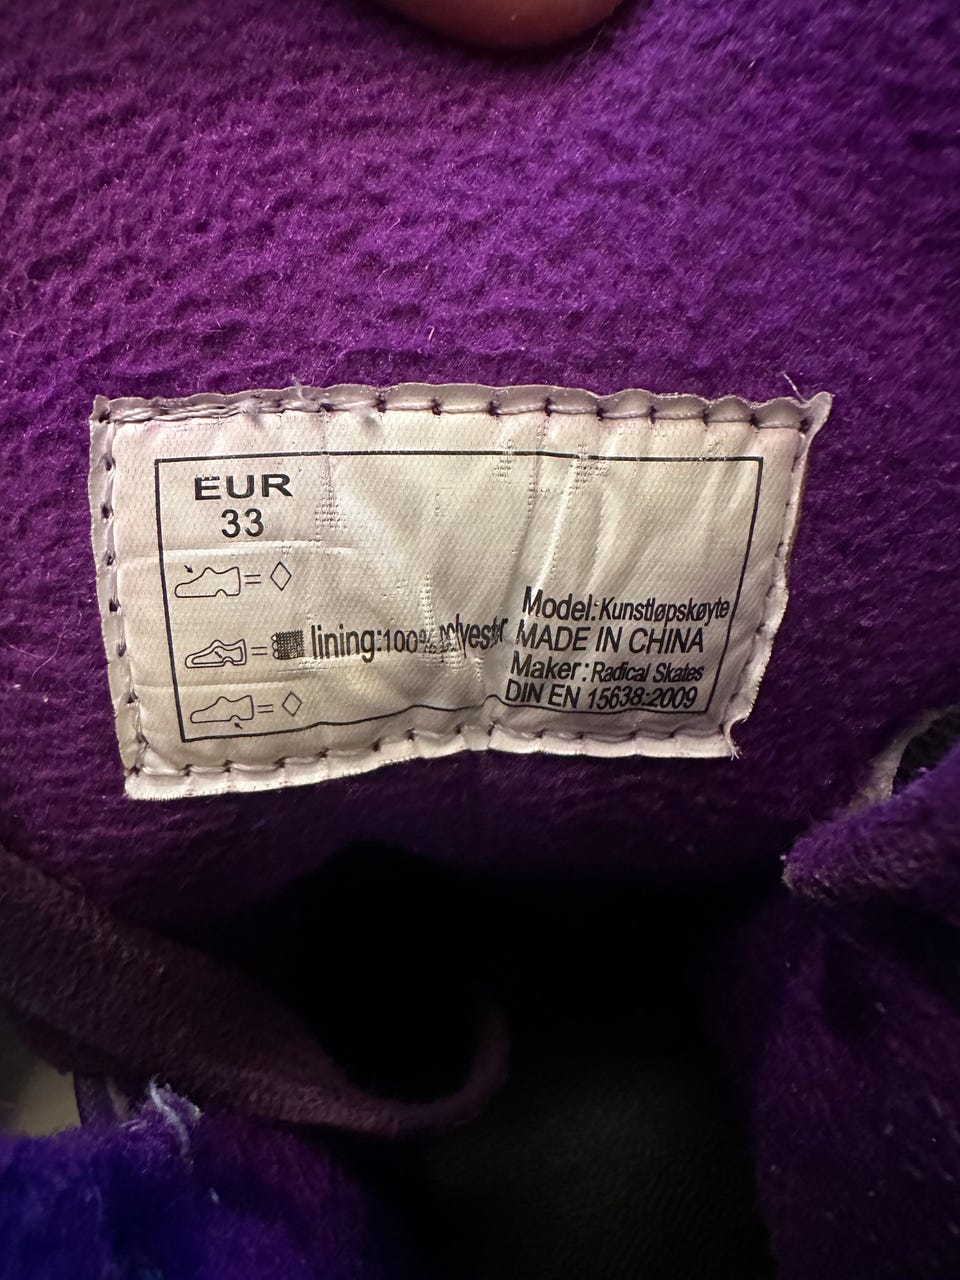 EUR
33
lining:100% polyester
Model: Kunstløpskøyte
MADE IN CHINA
Maker: Radical Skates
DIN EN 15638:2009